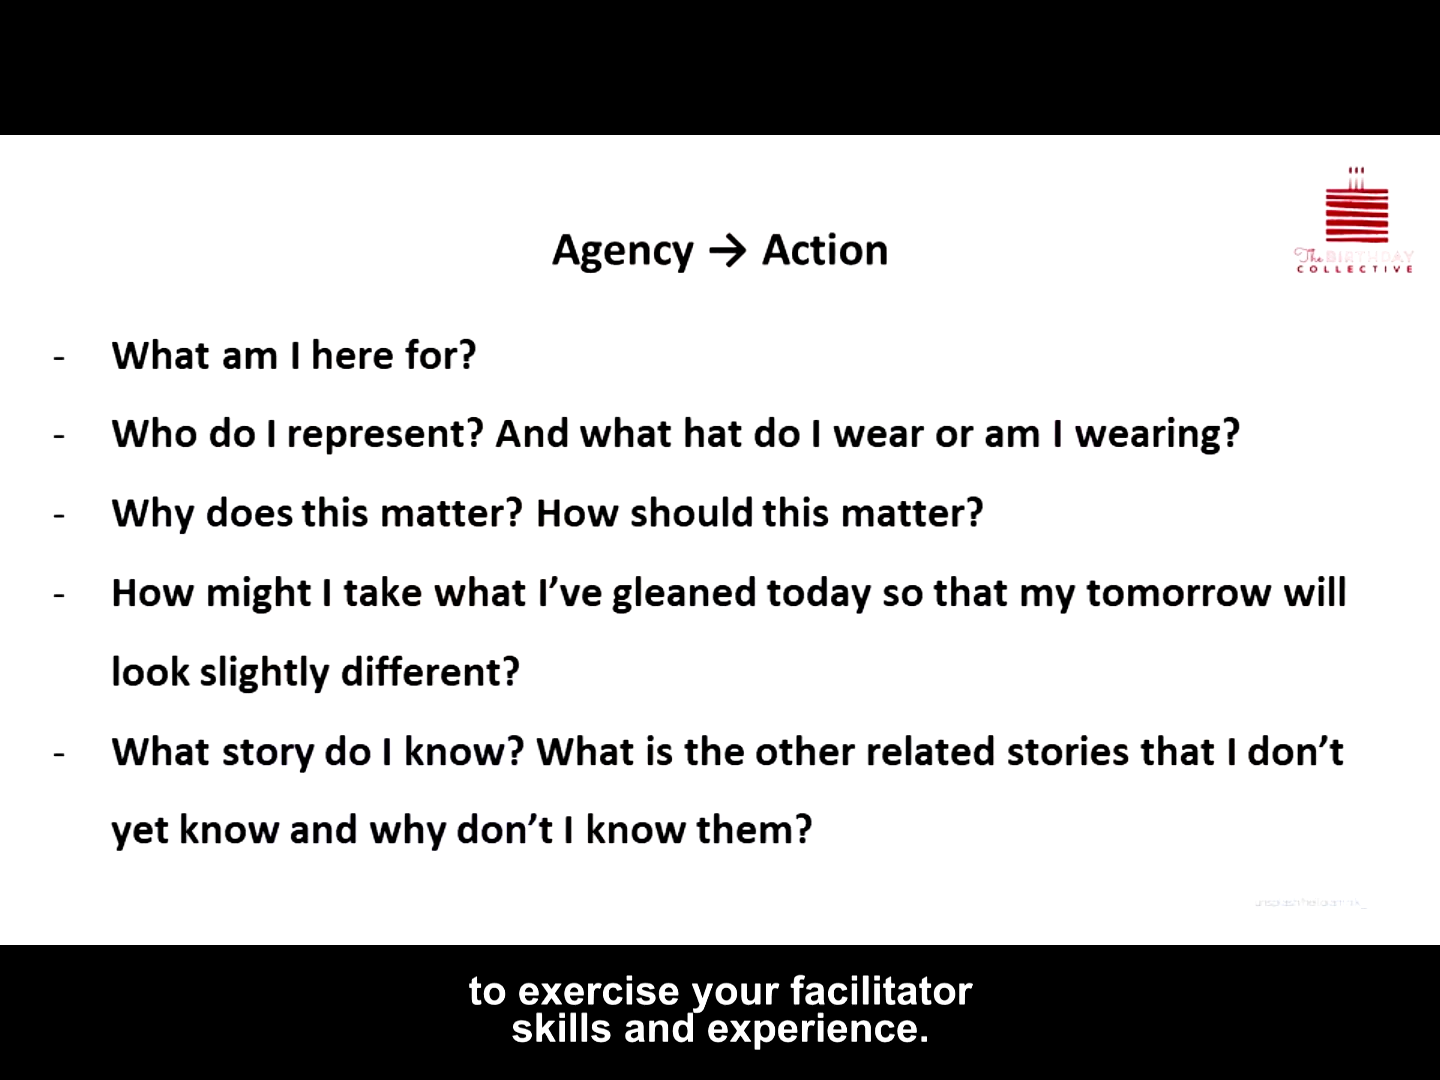 The BIRTHDAY
COLLECTIVE
Agency → Action
- What am I here for?
- Who do I represent? And what hat do I wear or am I wearing?
- Why does this matter? How should this matter?
- How might I take what I’ve gleaned today so that my tomorrow will
look slightly different?
- What story do I know? What is the other related stories that I don’t
yet know and why don’t I know them?
to exercise your facilitator
skills and experience.